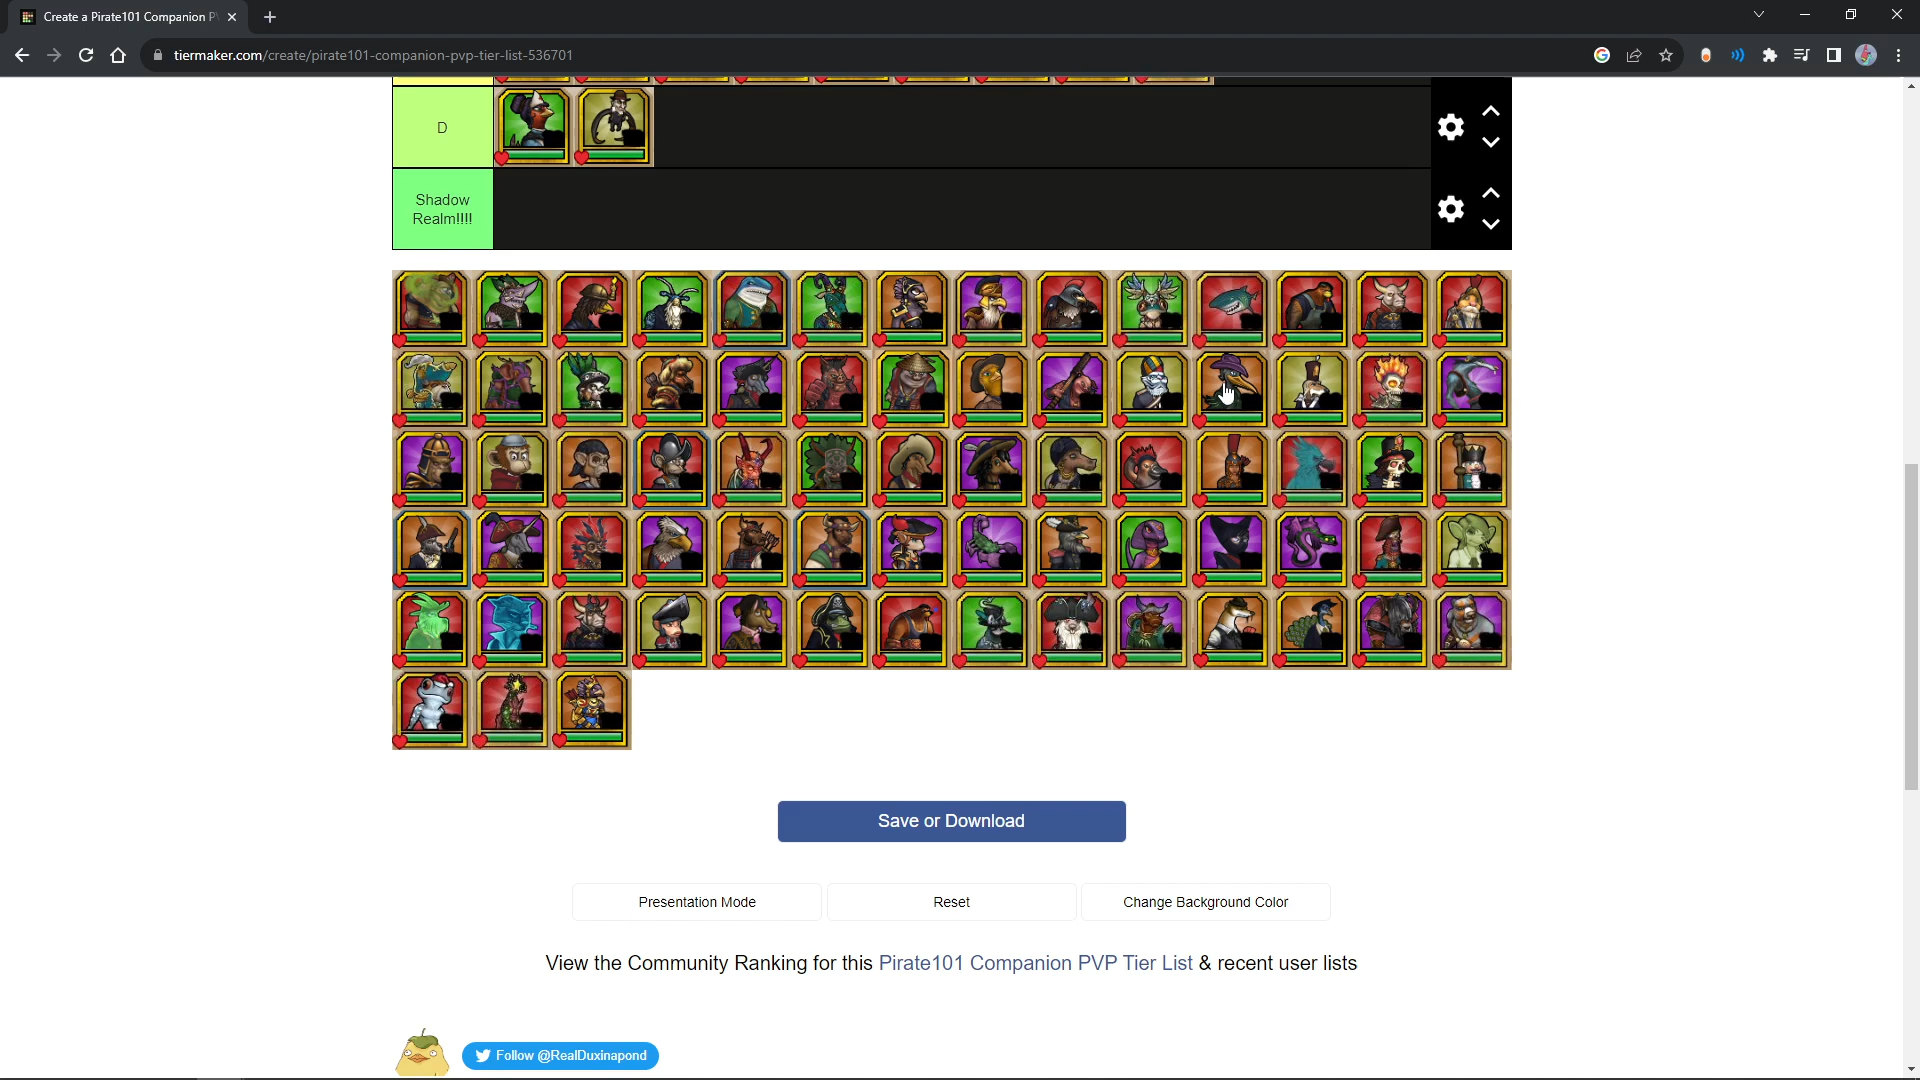 Create a Pirate101 Companion P
tiermaker.com/create/pirate101-companion-pvp-tier-list-536701
D
Shadow
Realm!!!!
Save or Download
Presentation Mode
Reset
Change Background Color
View the Community Ranking for this Pirate101 Companion PVP Tier List & recent user lists
Follow @RealDuxinapond